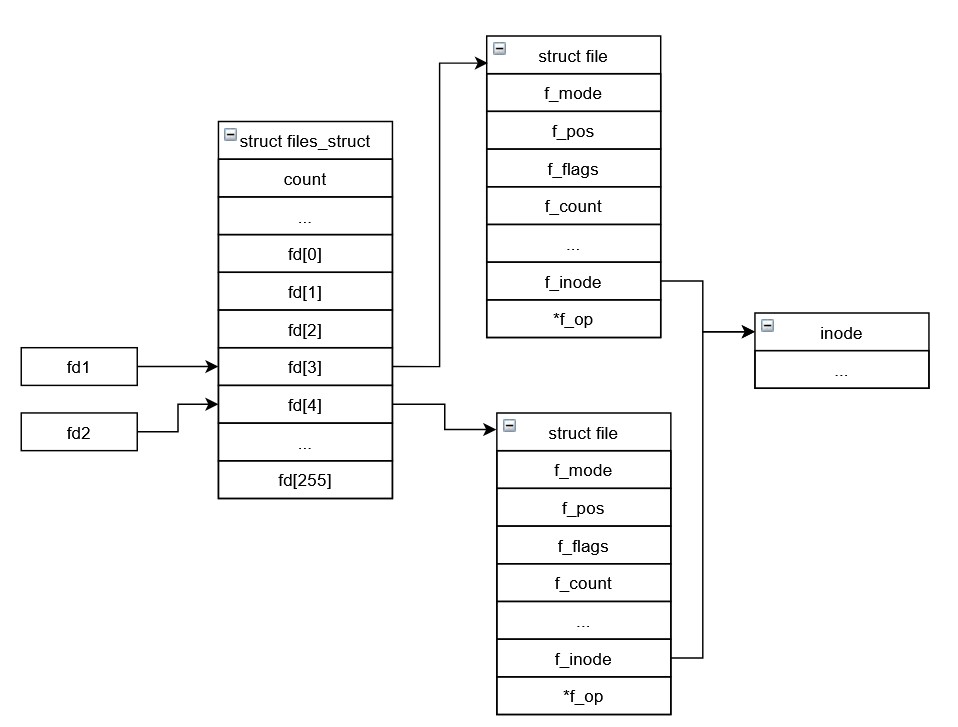 fd1
fd2
struct files_struct
count
...
fd[0]
fd[1]
fd[2]
fd[3]
fd[4]
...
fd[255]
struct file
f_mode
f_pos
f_flags
f_count
...
f_inode
*f_op
struct file
f_mode
f_pos
f_flags
f_count
...
f_inode
*f_op
inode
...